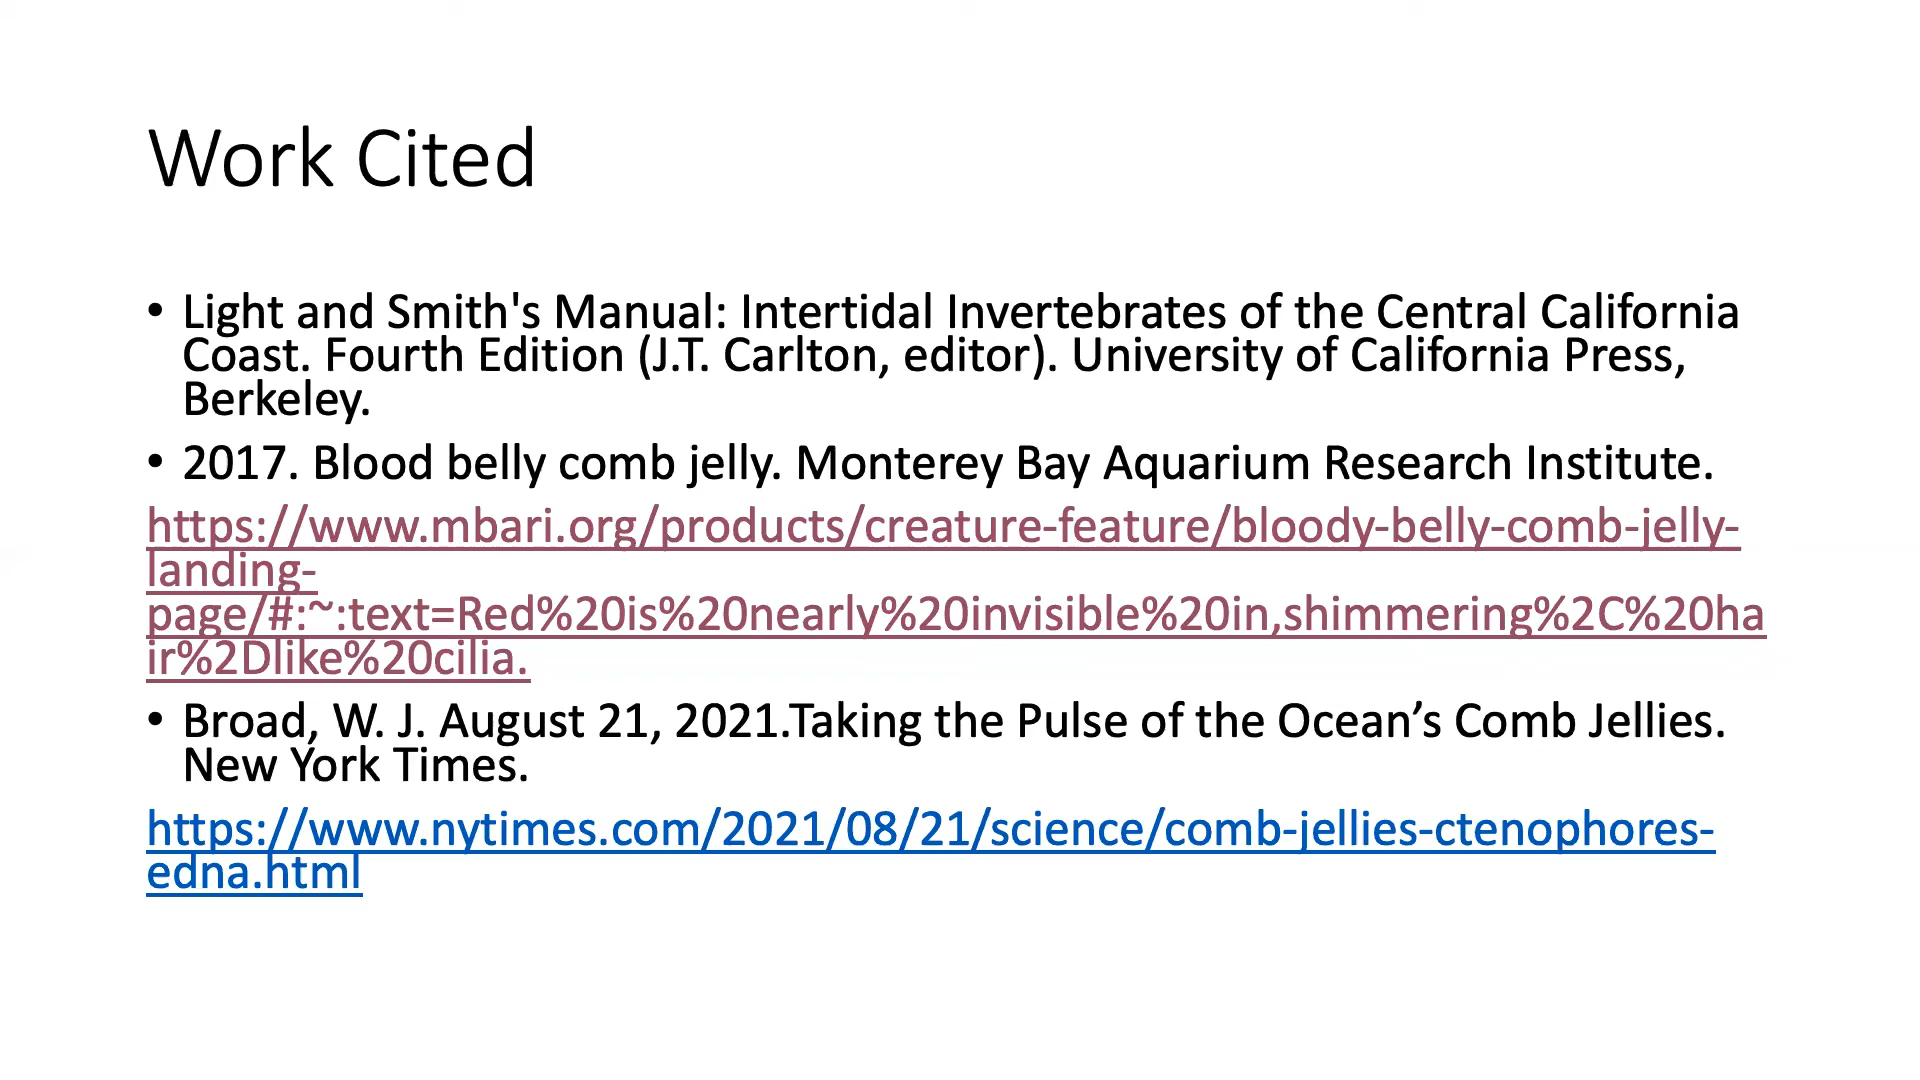 Work Cited
• Light and Smith's Manual: Intertidal Invertebrates of the Central California
Coast. Fourth Edition (J.T. Carlton, editor). University of California Press,
Berkeley.
• 2017. Blood belly comb jelly. Monterey Bay Aquarium Research Institute.
https://www.mbari.org/products/creature-feature/bloody-belly-comb-jelly-
landing-
page/#:~:text=Red%20is%20nearly%20invisible%20in,shimmering%2C%20ha
ir%2Dlike%20cilia.
• Broad, W. J. August 21, 2021.Taking the Pulse of the Ocean’s Comb Jellies.
New York Times.
https://www.nytimes.com/2021/08/21/science/comb-jellies-ctenophores-
edna.html